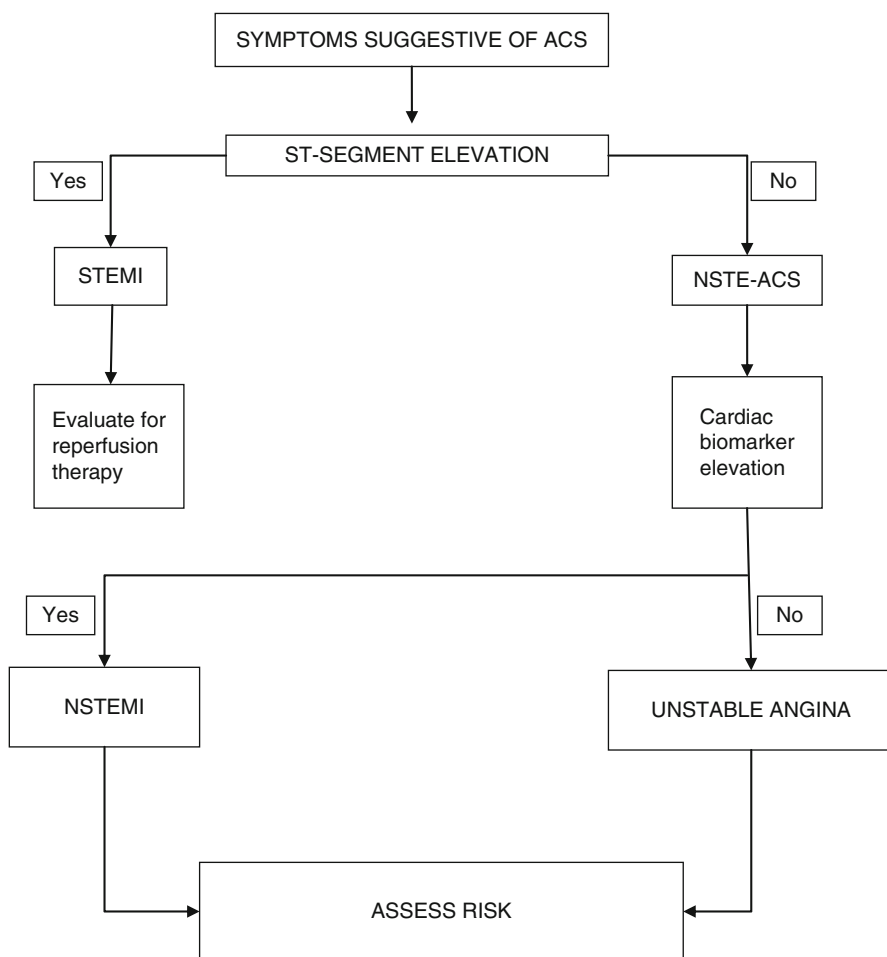 SYMPTOMS SUGGESTIVE OF ACS
ST-SEGMENT ELEVATION
Yes
No
STEMI
NSTE-ACS
Evaluate for
reperfusion
therapy
Cardiac
biomarker
elevation
Yes
No
NSTEMI
UNSTABLE ANGINA
ASSESS RISK